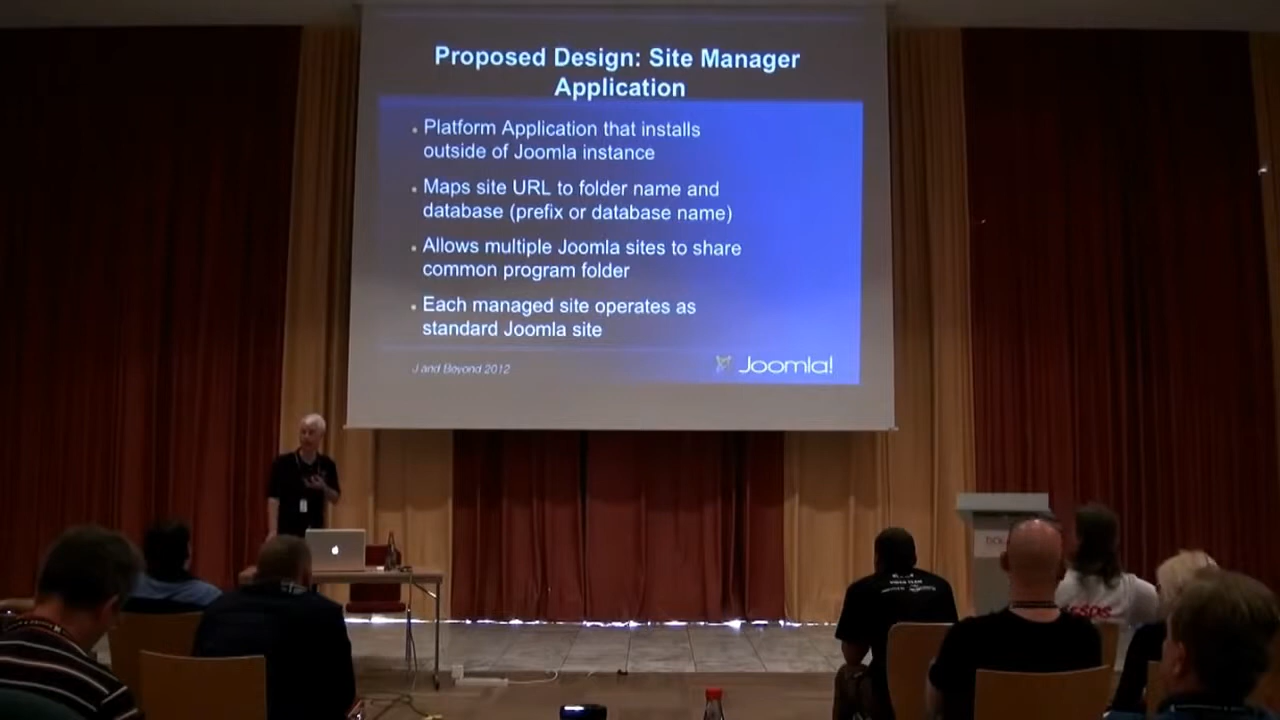 Proposed Design: Site Manager
Application
Platform Application that installs
outside of Joomla instance
Maps site URL to folder name and
database (prefix or database name)
Allows multiple Joomla sites to share
common program folder
Each managed site operates as
standard Joomla site
J and Beyond 2012
Joomla!